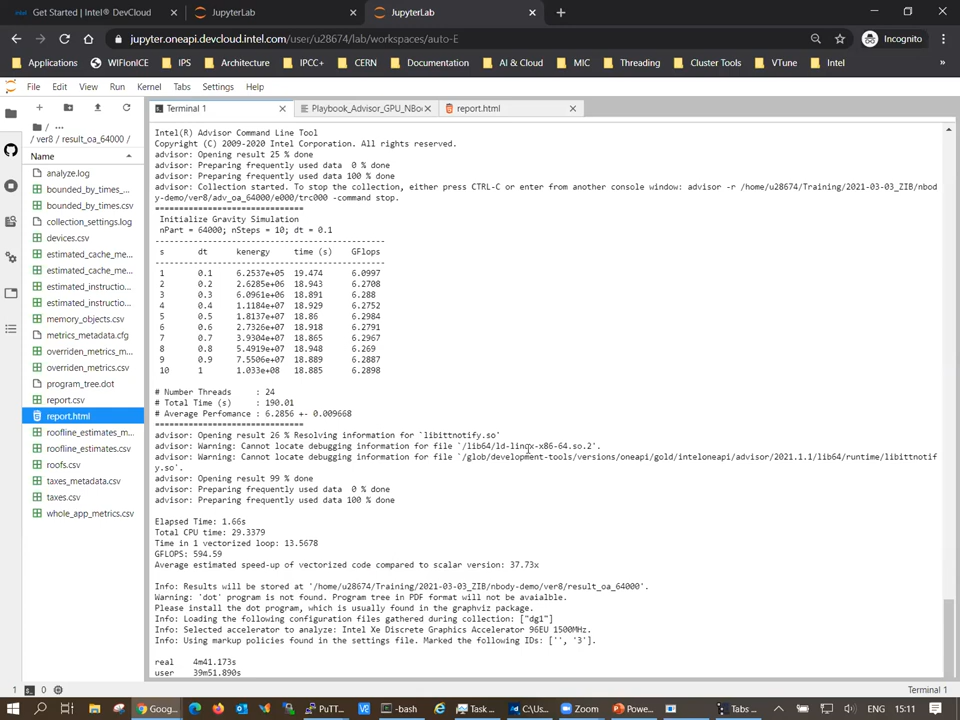 Get Started | Intel® DevCloud
JupyterLab
JupyterLab
jupyter.oneapi.devcloud.intel.com/user/u28674/lab/workspaces/auto-E
Incognito
Applications
WIFIonICE
IPS
Architecture
IPCC+
CERN
Documentation
AI & Cloud
MIC
Threading
Cluster Tools
VTune
Intel
»
File Edit View Run Kernel Tabs Settings Help
Terminal 1
Playbook_Advisor_GPU_NBo
report.html
/ ...
/ ver8 / result_oa_64000 /
Name
analyze.log
bounded_by_times_...
bounded_by_times.csv
collection_settings.log
devices.csv
estimated_cache_me...
estimated_cache_me...
estimated_instructio...
estimated_instructio...
memory_objects.csv
metrics_metadata.cfg
overriden_metrics_m...
overriden_metrics.csv
program_tree.dot
report.csv
report.html
roofline_estimates_m...
roofline_estimates.csv
roofs.csv
taxes_metadata.csv
taxes.csv
whole_app_metrics.csv
Intel(R) Advisor Command Line Tool
Copyright (C) 2009-2020 Intel Corporation. All rights reserved.
advisor: Opening result 25 % done
advisor: Preparing frequently used data  0 % done
advisor: Preparing frequently used data 100 % done
advisor: Collection started. To stop the collection, either press CTRL-C or enter from another console window: advisor -r /home/u28674/Training/2021-03-03_ZIB/nbod
y-demo/ver8/adv_oa_64000/e000/trc000 -command stop.
===============================
Initialize Gravity Simulation
nPart = 64000; nSteps = 10; dt = 0.1
------------------------------------------------
s dt kenergy time (s) GFlops
------------------------------------------------
1 0.1 6.2537e+05 19.474 6.0997
2 0.2 2.6285e+06 18.943 6.2708
3 0.3 6.0961e+06 18.891 6.288
4 0.4 1.1184e+07 18.929 6.2752
5 0.5 1.8137e+07 18.86 6.2984
6 0.6 2.7326e+07 18.918 6.2791
7 0.7 3.9304e+07 18.865 6.2967
8 0.8 5.4919e+07 18.948 6.269
9 0.9 7.5506e+07 18.889 6.2887
10 1 1.033e+08 18.885 6.2898

# Number Threads : 24
# Total Time (s) : 190.01
# Average Perfomance : 6.2856 +- 0.009668
===============================
advisor: Opening result 26 % Resolving information for `libittnotify.so'
advisor: Warning: Cannot locate debugging information for file `/lib64/ld-linux-x86-64.so.2'.
advisor: Warning: Cannot locate debugging information for file `/glob/development-tools/versions/oneapi/gold/inteloneapi/advisor/2021.1.1/lib64/runtime/libittnotif
y.so'.
advisor: Opening result 99 % done
advisor: Preparing frequently used data  0 % done
advisor: Preparing frequently used data 100 % done

Elapsed Time: 1.66s
Total CPU time: 29.3379
Time in 1 vectorized loop: 13.5678
GFLOPS: 594.59
Average estimated speed-up of vectorized code compared to scalar version: 37.73x

Info: Results will be stored at '/home/u28674/Training/2021-03-03_ZIB/nbody-demo/ver8/result_oa_64000'.
Warning: 'dot' program is not found. Program tree in PDF format will not be avaialble.
Please install the dot program, which is usually found in the graphviz package.
Info: Loading the following configuration files gathered during collection: ["dg1"]
Info: Selected accelerator to analyze: Intel Xe Discrete Graphics Accelerator 96EU 1500MHz.
Info: Using markup policies found in the settings file. Marked the following IDs: ['', '3'].

real 4m41.173s
user 39m51.890s
1 0 Terminal 1
Goog...
PuTT...
-bash
Task ...
C:\Us...
Zoom
Powe...
Tabs ...
ENG
15:11